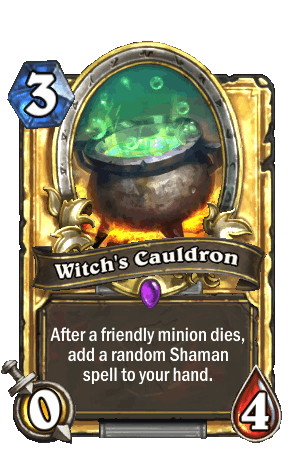 3
Witch's Cauldron
After a friendly minion dies,
add a random Shaman
spell to your hand.
0
4